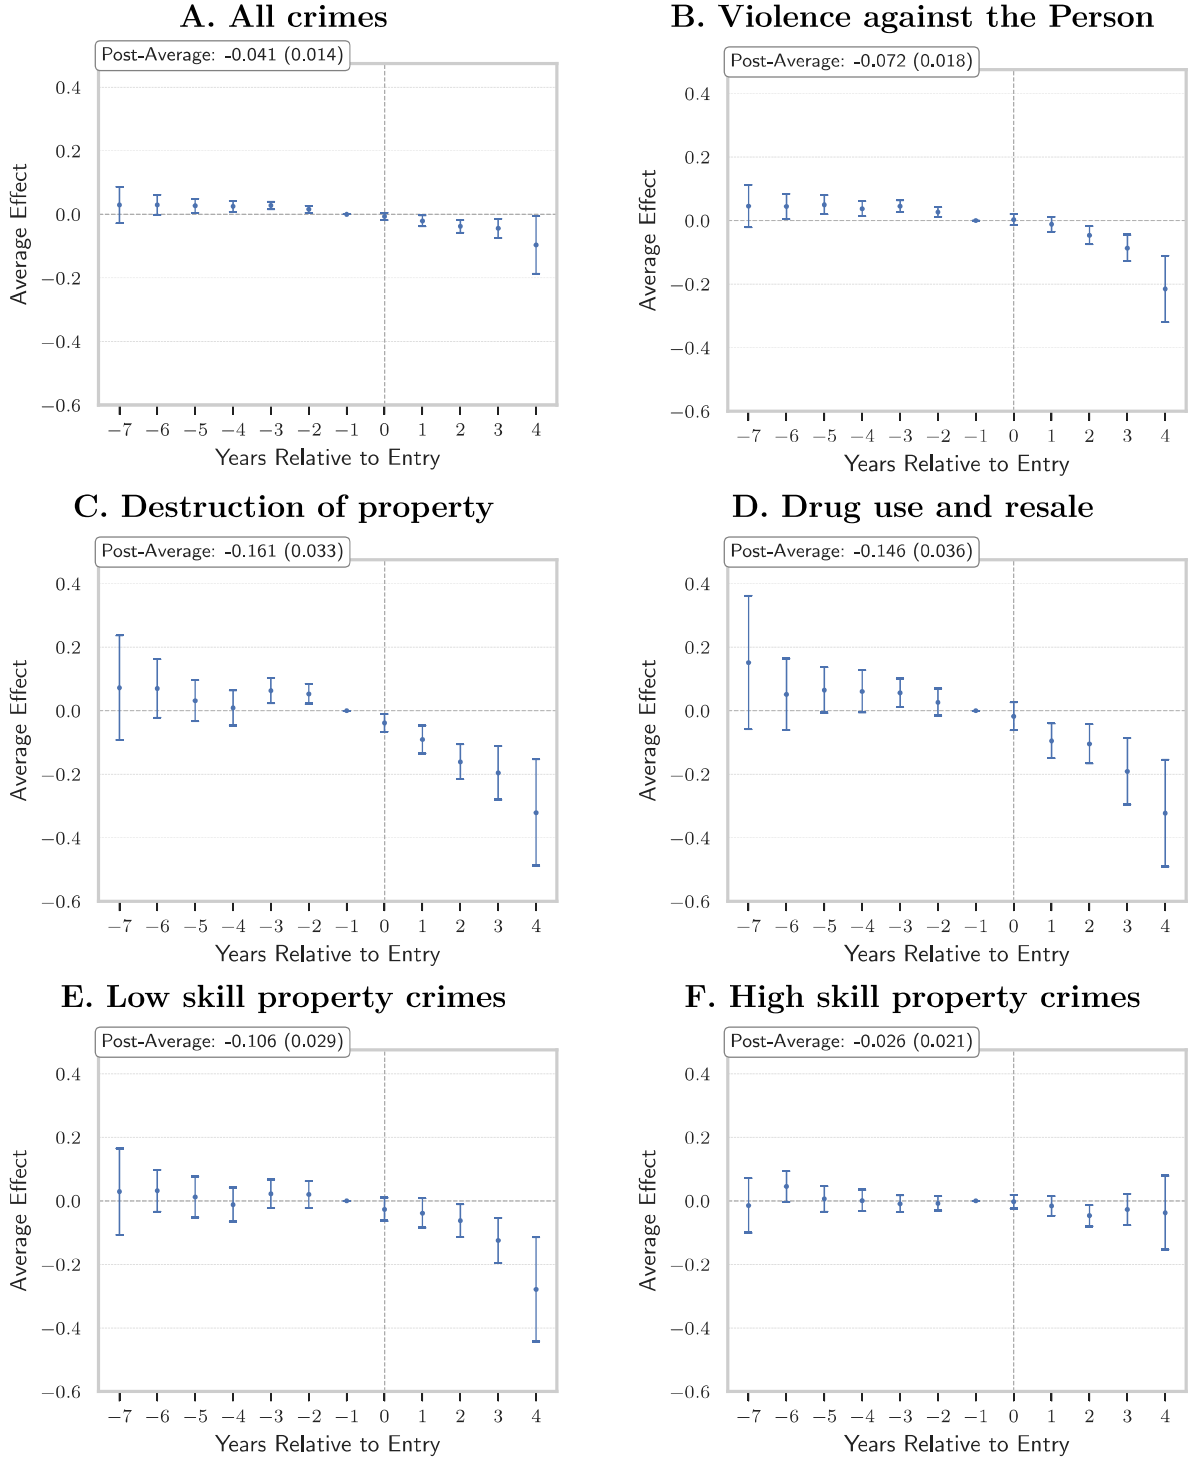 A. All crimes
Post-Average: -0.041 (0.014)
0.4
0.2
0.0
−0.2
−0.4
−0.6
Average Effect
−7 −6 −5 −4 −3 −2 −1 0 1 2 3 4
Years Relative to Entry
B. Violence against the Person
Post-Average: -0.072 (0.018)
0.4
0.2
0.0
−0.2
−0.4
−0.6
Average Effect
−7 −6 −5 −4 −3 −2 −1 0 1 2 3 4
Years Relative to Entry
C. Destruction of property
Post-Average: -0.161 (0.033)
0.4
0.2
0.0
−0.2
−0.4
−0.6
Average Effect
−7 −6 −5 −4 −3 −2 −1 0 1 2 3 4
Years Relative to Entry
D. Drug use and resale
Post-Average: -0.146 (0.036)
0.4
0.2
0.0
−0.2
−0.4
−0.6
Average Effect
−7 −6 −5 −4 −3 −2 −1 0 1 2 3 4
Years Relative to Entry
E. Low skill property crimes
Post-Average: -0.106 (0.029)
0.4
0.2
0.0
−0.2
−0.4
−0.6
Average Effect
−7 −6 −5 −4 −3 −2 −1 0 1 2 3 4
Years Relative to Entry
F. High skill property crimes
Post-Average: -0.026 (0.021)
0.4
0.2
0.0
−0.2
−0.4
−0.6
Average Effect
−7 −6 −5 −4 −3 −2 −1 0 1 2 3 4
Years Relative to Entry